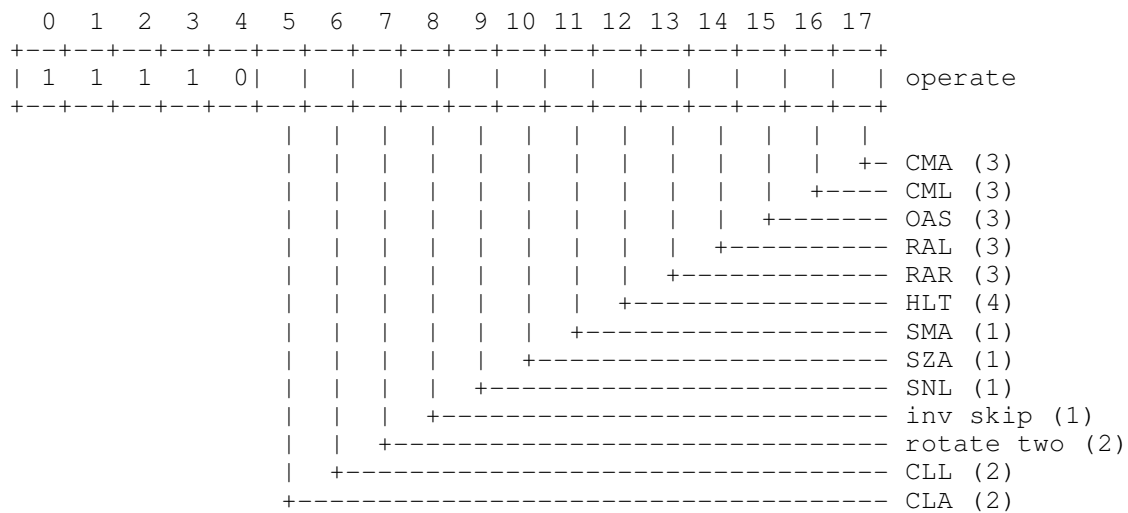 0 1 2 3 4 5 6 7 8 9 10 11 12 13 14 15 16 17
+--+--+--+--+--+--+--+--+--+--+--+--+--+--+--+--+--+--+
| 1 1 1 1 0| | | | | | | | | | | | | | operate
+--+--+--+--+--+--+--+--+--+--+--+--+--+--+--+--+--+--+
| | | | | | | | | | | | |
| | | | | | | | | | | | +- CMA (3)
| | | | | | | | | | | +---- CML (3)
| | | | | | | | | | +------- OAS (3)
| | | | | | | | | +---------- RAL (3)
| | | | | | | | +------------- RAR (3)
| | | | | | | +---------------- HLT (4)
| | | | | | +------------------- SMA (1)
| | | | | +---------------------- SZA (1)
| | | | +------------------------- SNL (1)
| | | +---------------------------- inv skip (1)
| | +------------------------------- rotate two (2)
| +---------------------------------- CLL (2)
+------------------------------------- CLA (2)